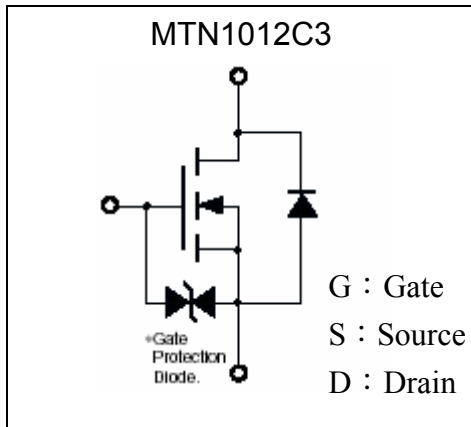 MTN1012C3
G：Gate
S：Source
D：Drain
*Gate
Protection
Diode.